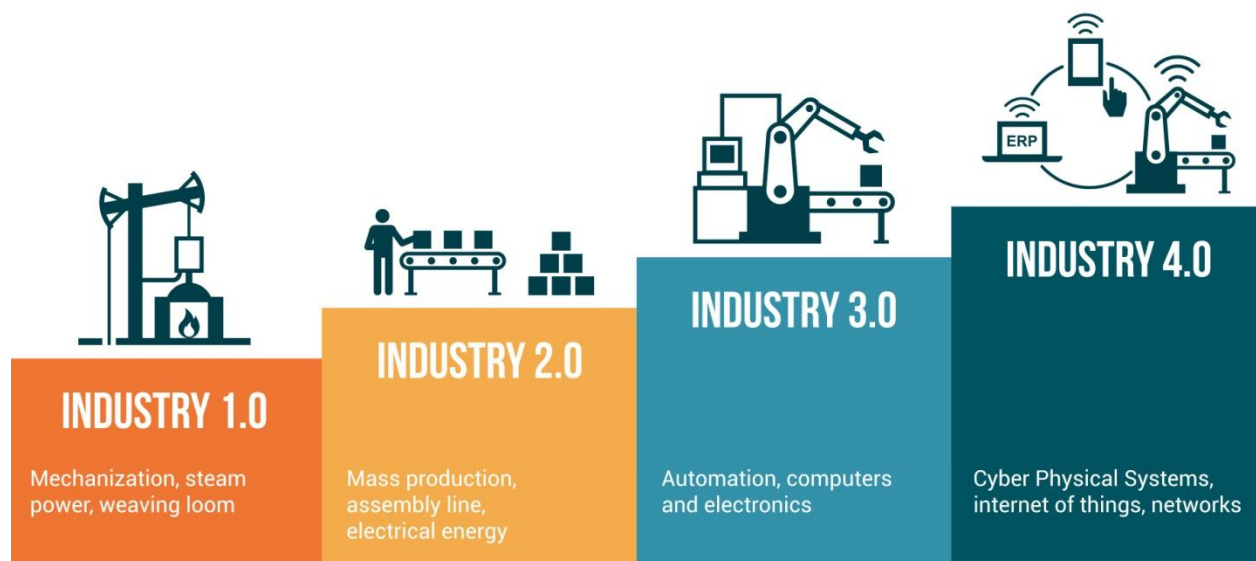 ERP
INDUSTRY 1.0
Mechanization, steam
power, weaving loom
INDUSTRY 2.0
Mass production,
assembly line,
electrical energy
INDUSTRY 3.0
Automation, computers
and electronics
INDUSTRY 4.0
Cyber Physical Systems,
internet of things, networks